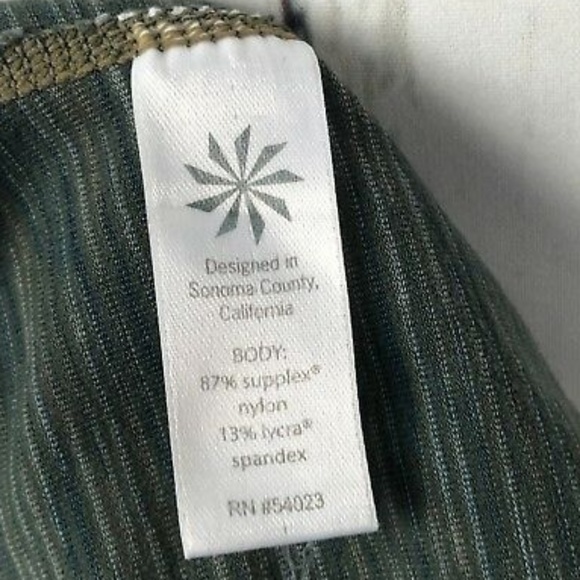 Designed in
Sonoma County,
California
BODY:
87% supplex®
nylon
13% lycra®
spandex
RN #54023